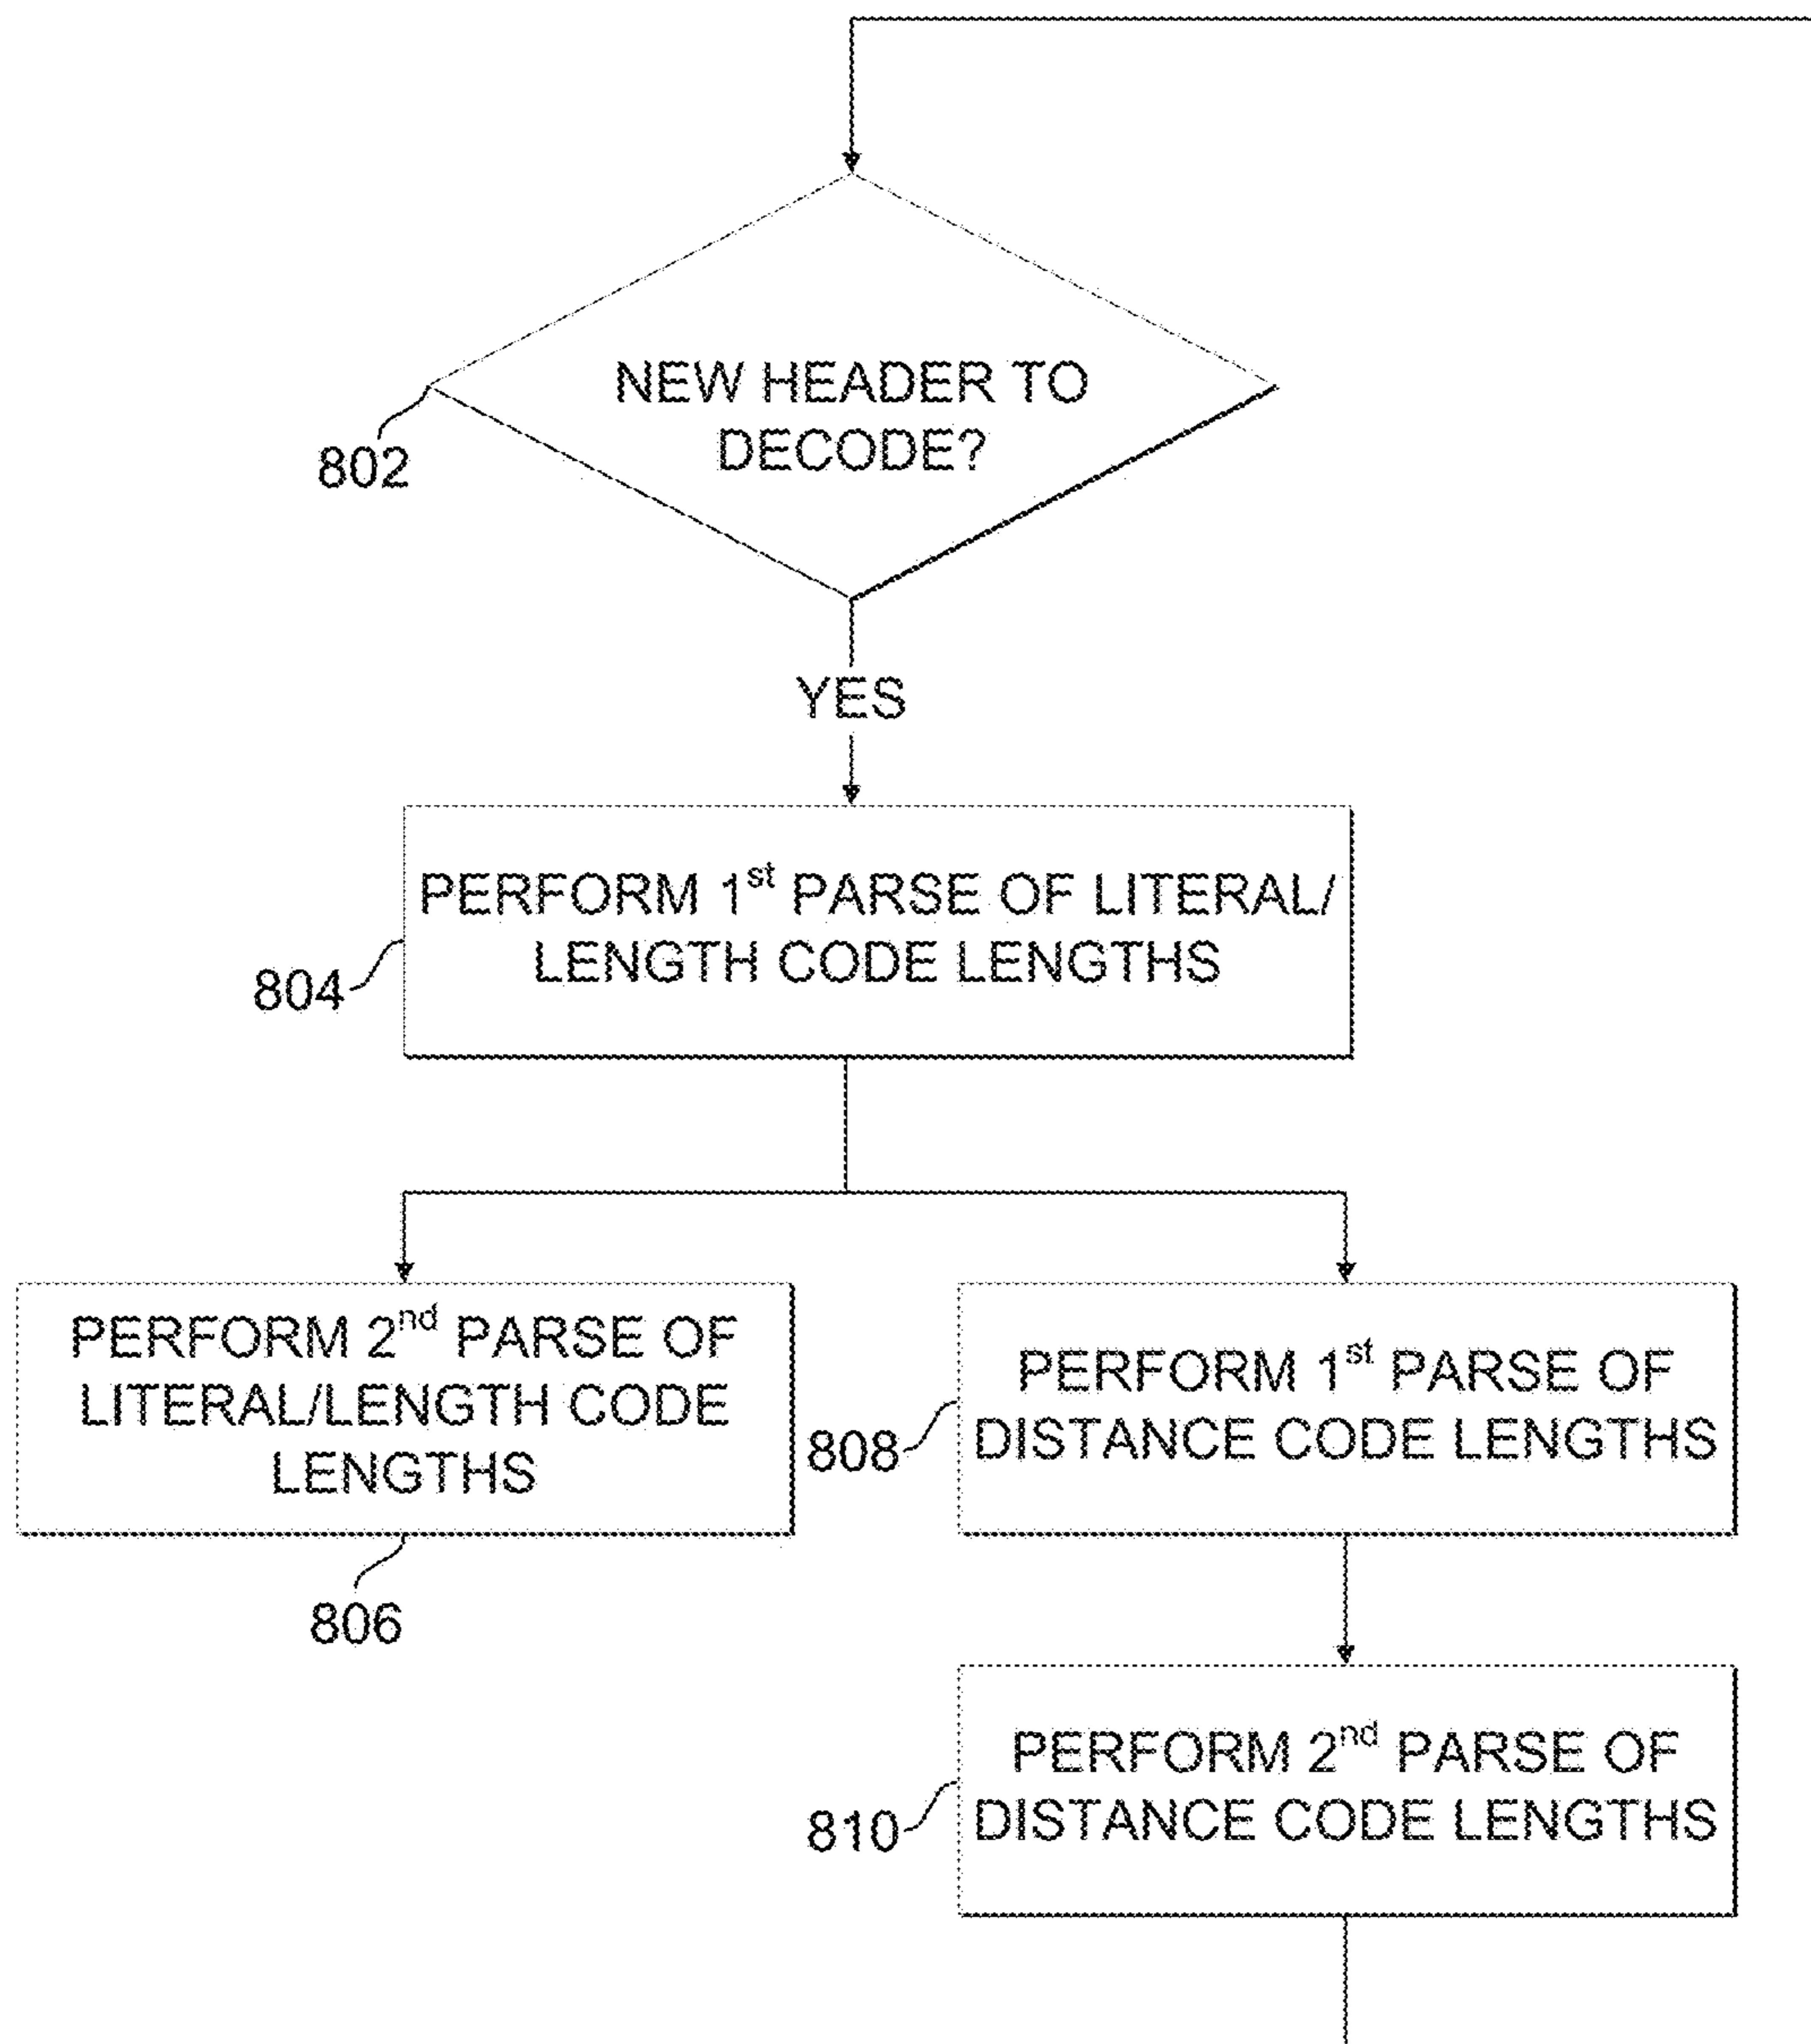 NEW HEADER TO
DECODE?
802
YES
PERFORM 1st PARSE OF LITERAL/
LENGTH CODE LENGTHS
804
PERFORM 2nd PARSE OF
LITERAL/LENGTH CODE
LENGTHS
806
PERFORM 1st PARSE OF
DISTANCE CODE LENGTHS
808
PERFORM 2nd PARSE OF
DISTANCE CODE LENGTHS
810